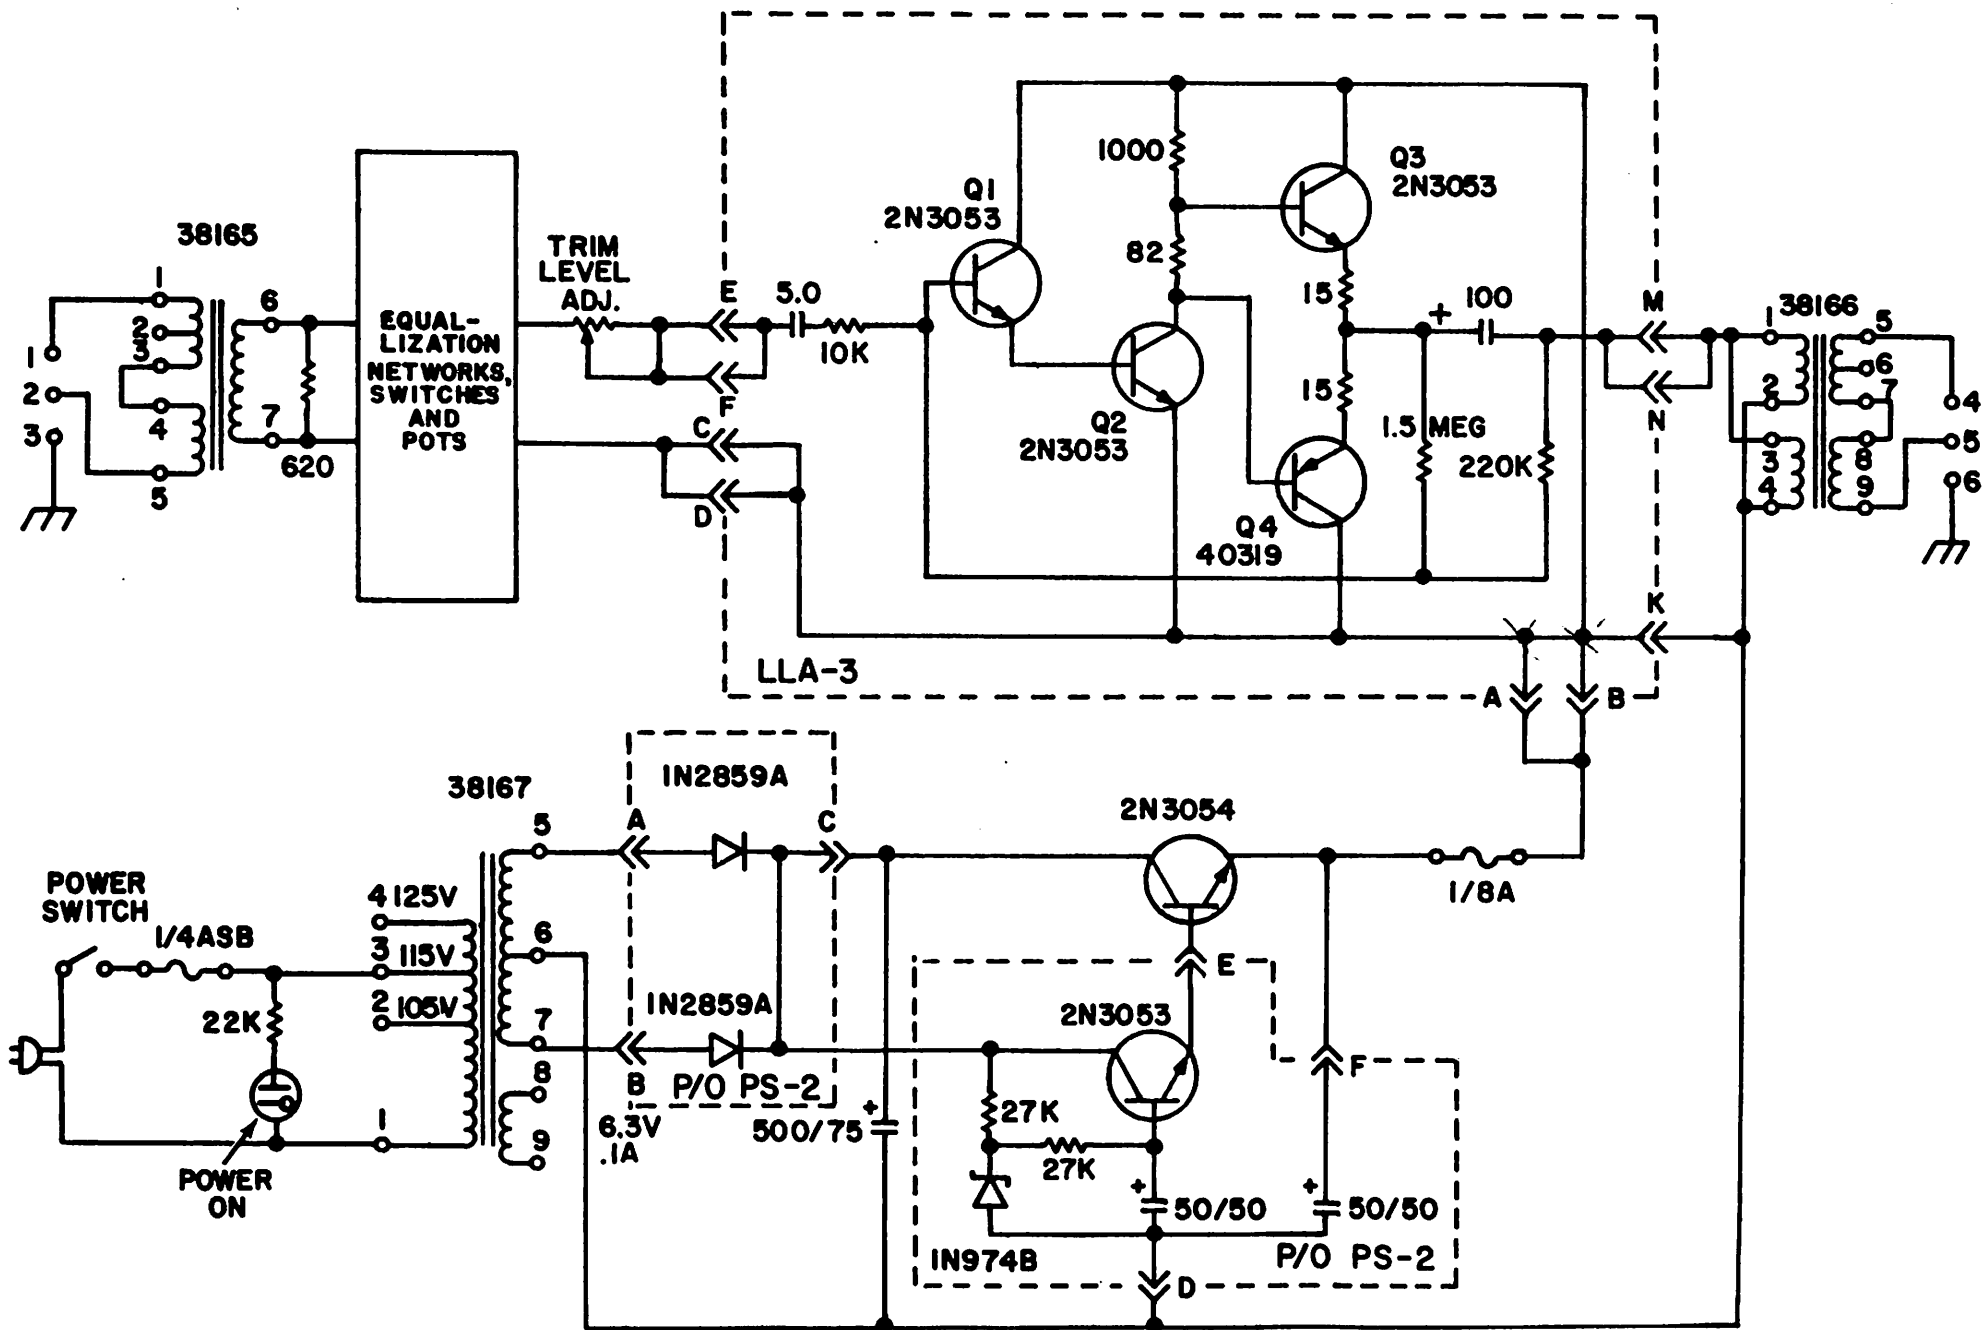 38165
1
2
3
4
5
6
7
620
1
2
3
EQUAL-
LIZATION
NETWORKS,
SWITCHES
AND
POTS
TRIM
LEVEL
ADJ.
E
F
C
D
5.0
10K
Q1
2N3053
1000
82
Q2
2N3053
Q3
2N3053
15
15
Q4
40319
+
100
1.5 MEG
220K
M
N
K
LLA-3
A
B
38166
1
2
3
4
5
6
7
8
9
4
5
6
POWER
SWITCH
1/4ASB
22K
POWER
ON
38167
4 125V
3 115V
2 105V
1
5
6
7
8
9
6.3V
.1A
1N2859A
A
C
1N2859A
B
P/O PS-2
+
500/75
2N3054
1/8A
E
2N3053
F
27K
27K
+
50/50
+
50/50
1N974B
P/O PS-2
D